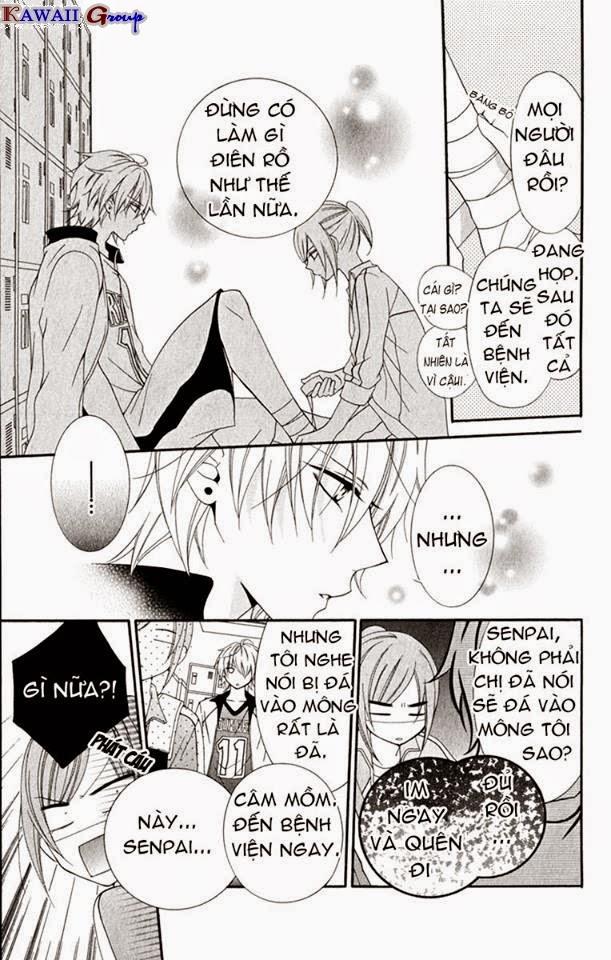 KAWAII Group
MỌI
NGƯỜI
ĐÂU
RỒI?
BĂNG BÓ
ĐANG
HỌP.
SAU
ĐÓ
TẤT
CẢ
CHÚNG
TA SẼ
ĐẾN
BỆNH
VIỆN.
CÁI GÌ?
TẠI SAO?
TẤT
NHIÊN LÀ
VÌ CẬU!
ĐỪNG CÓ
LÀM GÌ
ĐIÊN RỒ
NHƯ THẾ
LẦN NỮA.
...
NHƯNG
...
......
SENPAI,
KHÔNG PHẢI
CHỊ ĐÃ NÓI
SẼ ĐÁ VÀO
MÔNG TÔI
SAO?
ĐỦ
RỒI
...
IM
NGAY
VÀ QUÊN
ĐI
NHƯNG
TÔI NGHE
NÓI BỊ ĐÁ
VÀO MÔNG
RẤT LÀ
ĐÃ.
11
CÂM MỒM,
ĐẾN BỆNH
VIỆN NGAY.
NÀY...
SENPAI...
GÌ NỮA?!
PHÁT CÁU